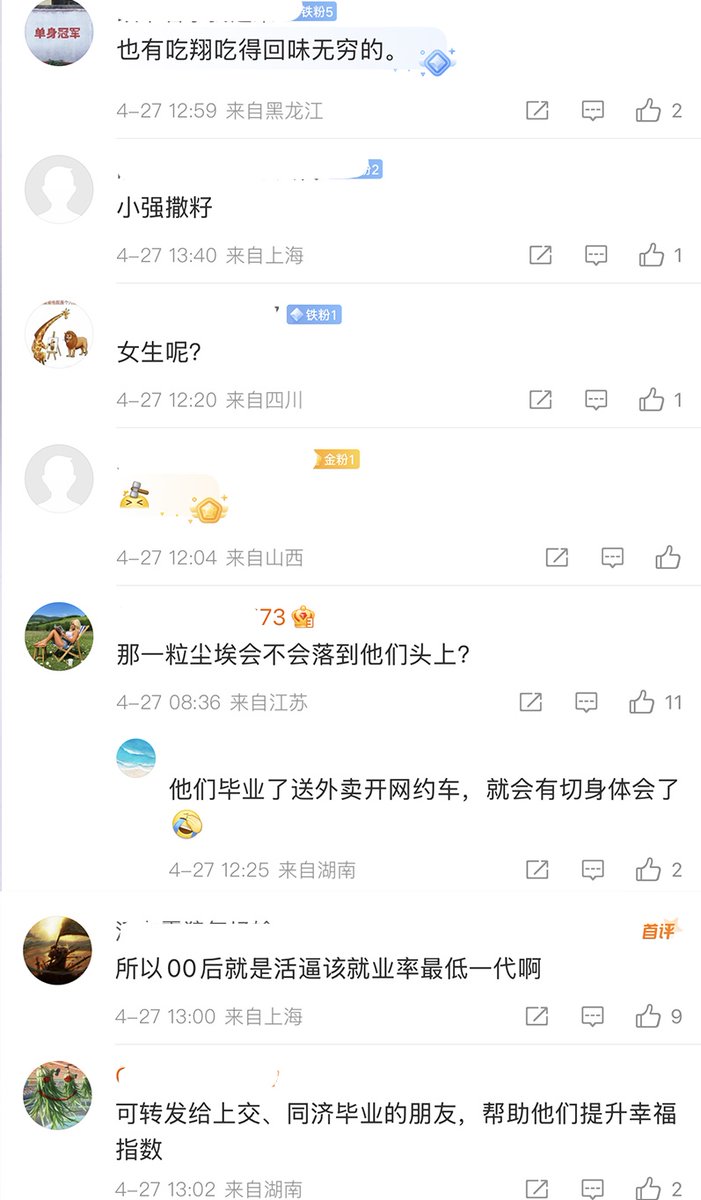 单身冠军
铁粉5
也有吃翔吃得回味无穷的。
4-27 12:59 来自黑龙江
2
粉2
小强撒籽
4-27 13:40 来自上海
1
铁粉1
女生呢?
4-27 12:20 来自四川
1
金粉1
4-27 12:04 来自山西
73
那一粒尘埃会不会落到他们头上?
4-27 08:36 来自江苏
11
他们毕业了送外卖开网约车，就会有切身体会了
4-27 12:25 来自湖南
2
首评
所以00后就是活逼该就业率最低一代啊
4-27 13:00 来自上海
9
可转发给上交、同济毕业的朋友，帮助他们提升幸福
指数
4-27 13:02 来自湖南
2